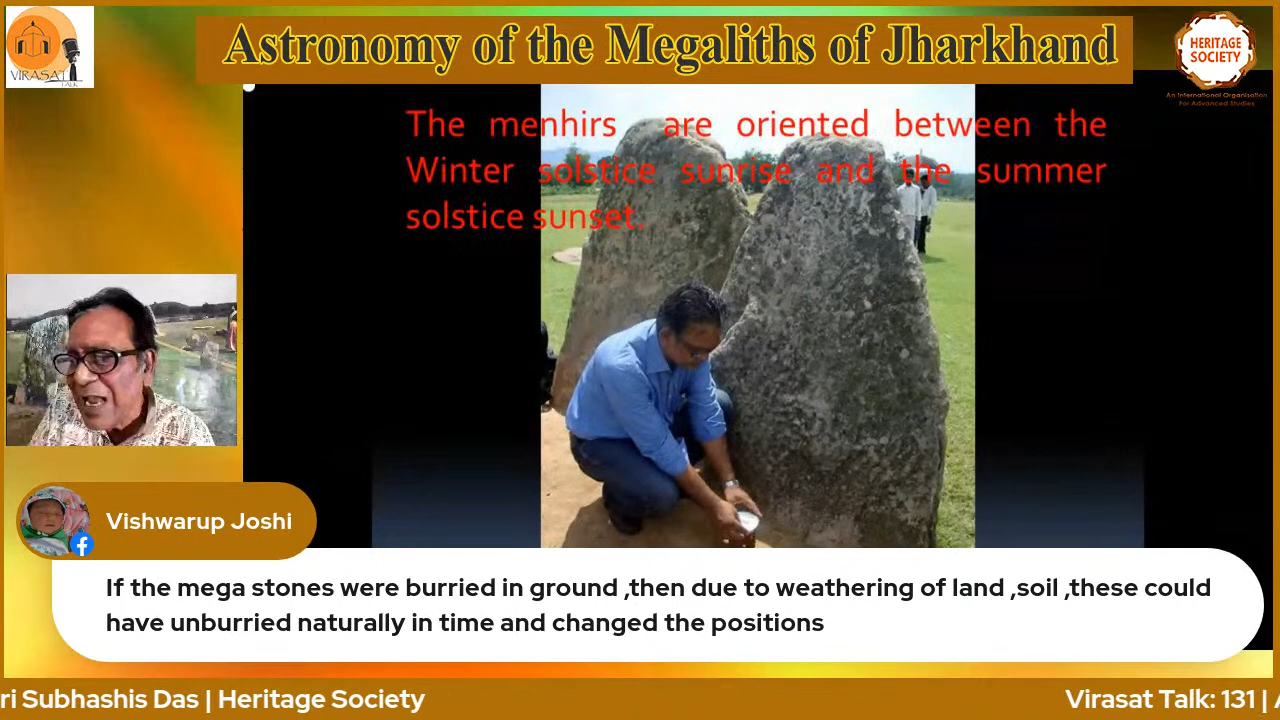 Astronomy of the Megaliths of Jharkhand
VIRASAT
TALK
HERITAGE
SOCIETY
An International Organisation
For Advanced Studies
The menhirs are oriented between the
Winter solstice sunrise and the summer
solstice sunset.
Vishwarup Joshi
If the mega stones were burried in ground ,then due to weathering of land ,soil ,these could
have unburried naturally in time and changed the positions
ri Subhashis Das | Heritage Society
Virasat Talk: 131 | A